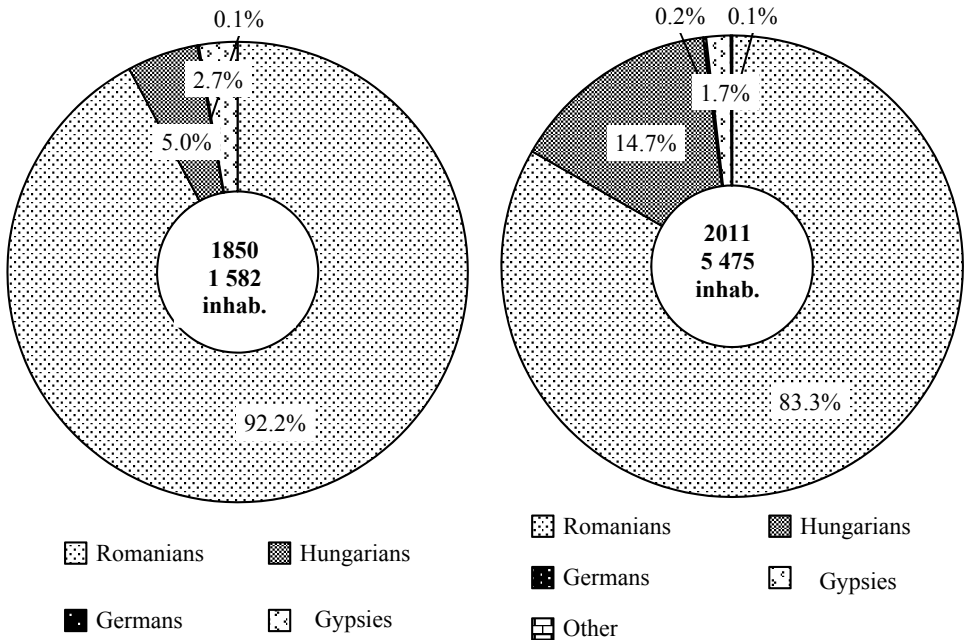 0.1%
2.7%
5.0%
1850
1 582
inhab.
92.2%
Romanians
Hungarians
Germans
Gypsies
0.2%
0.1%
1.7%
14.7%
2011
5 475
inhab.
83.3%
Romanians
Hungarians
Germans
Gypsies
Other